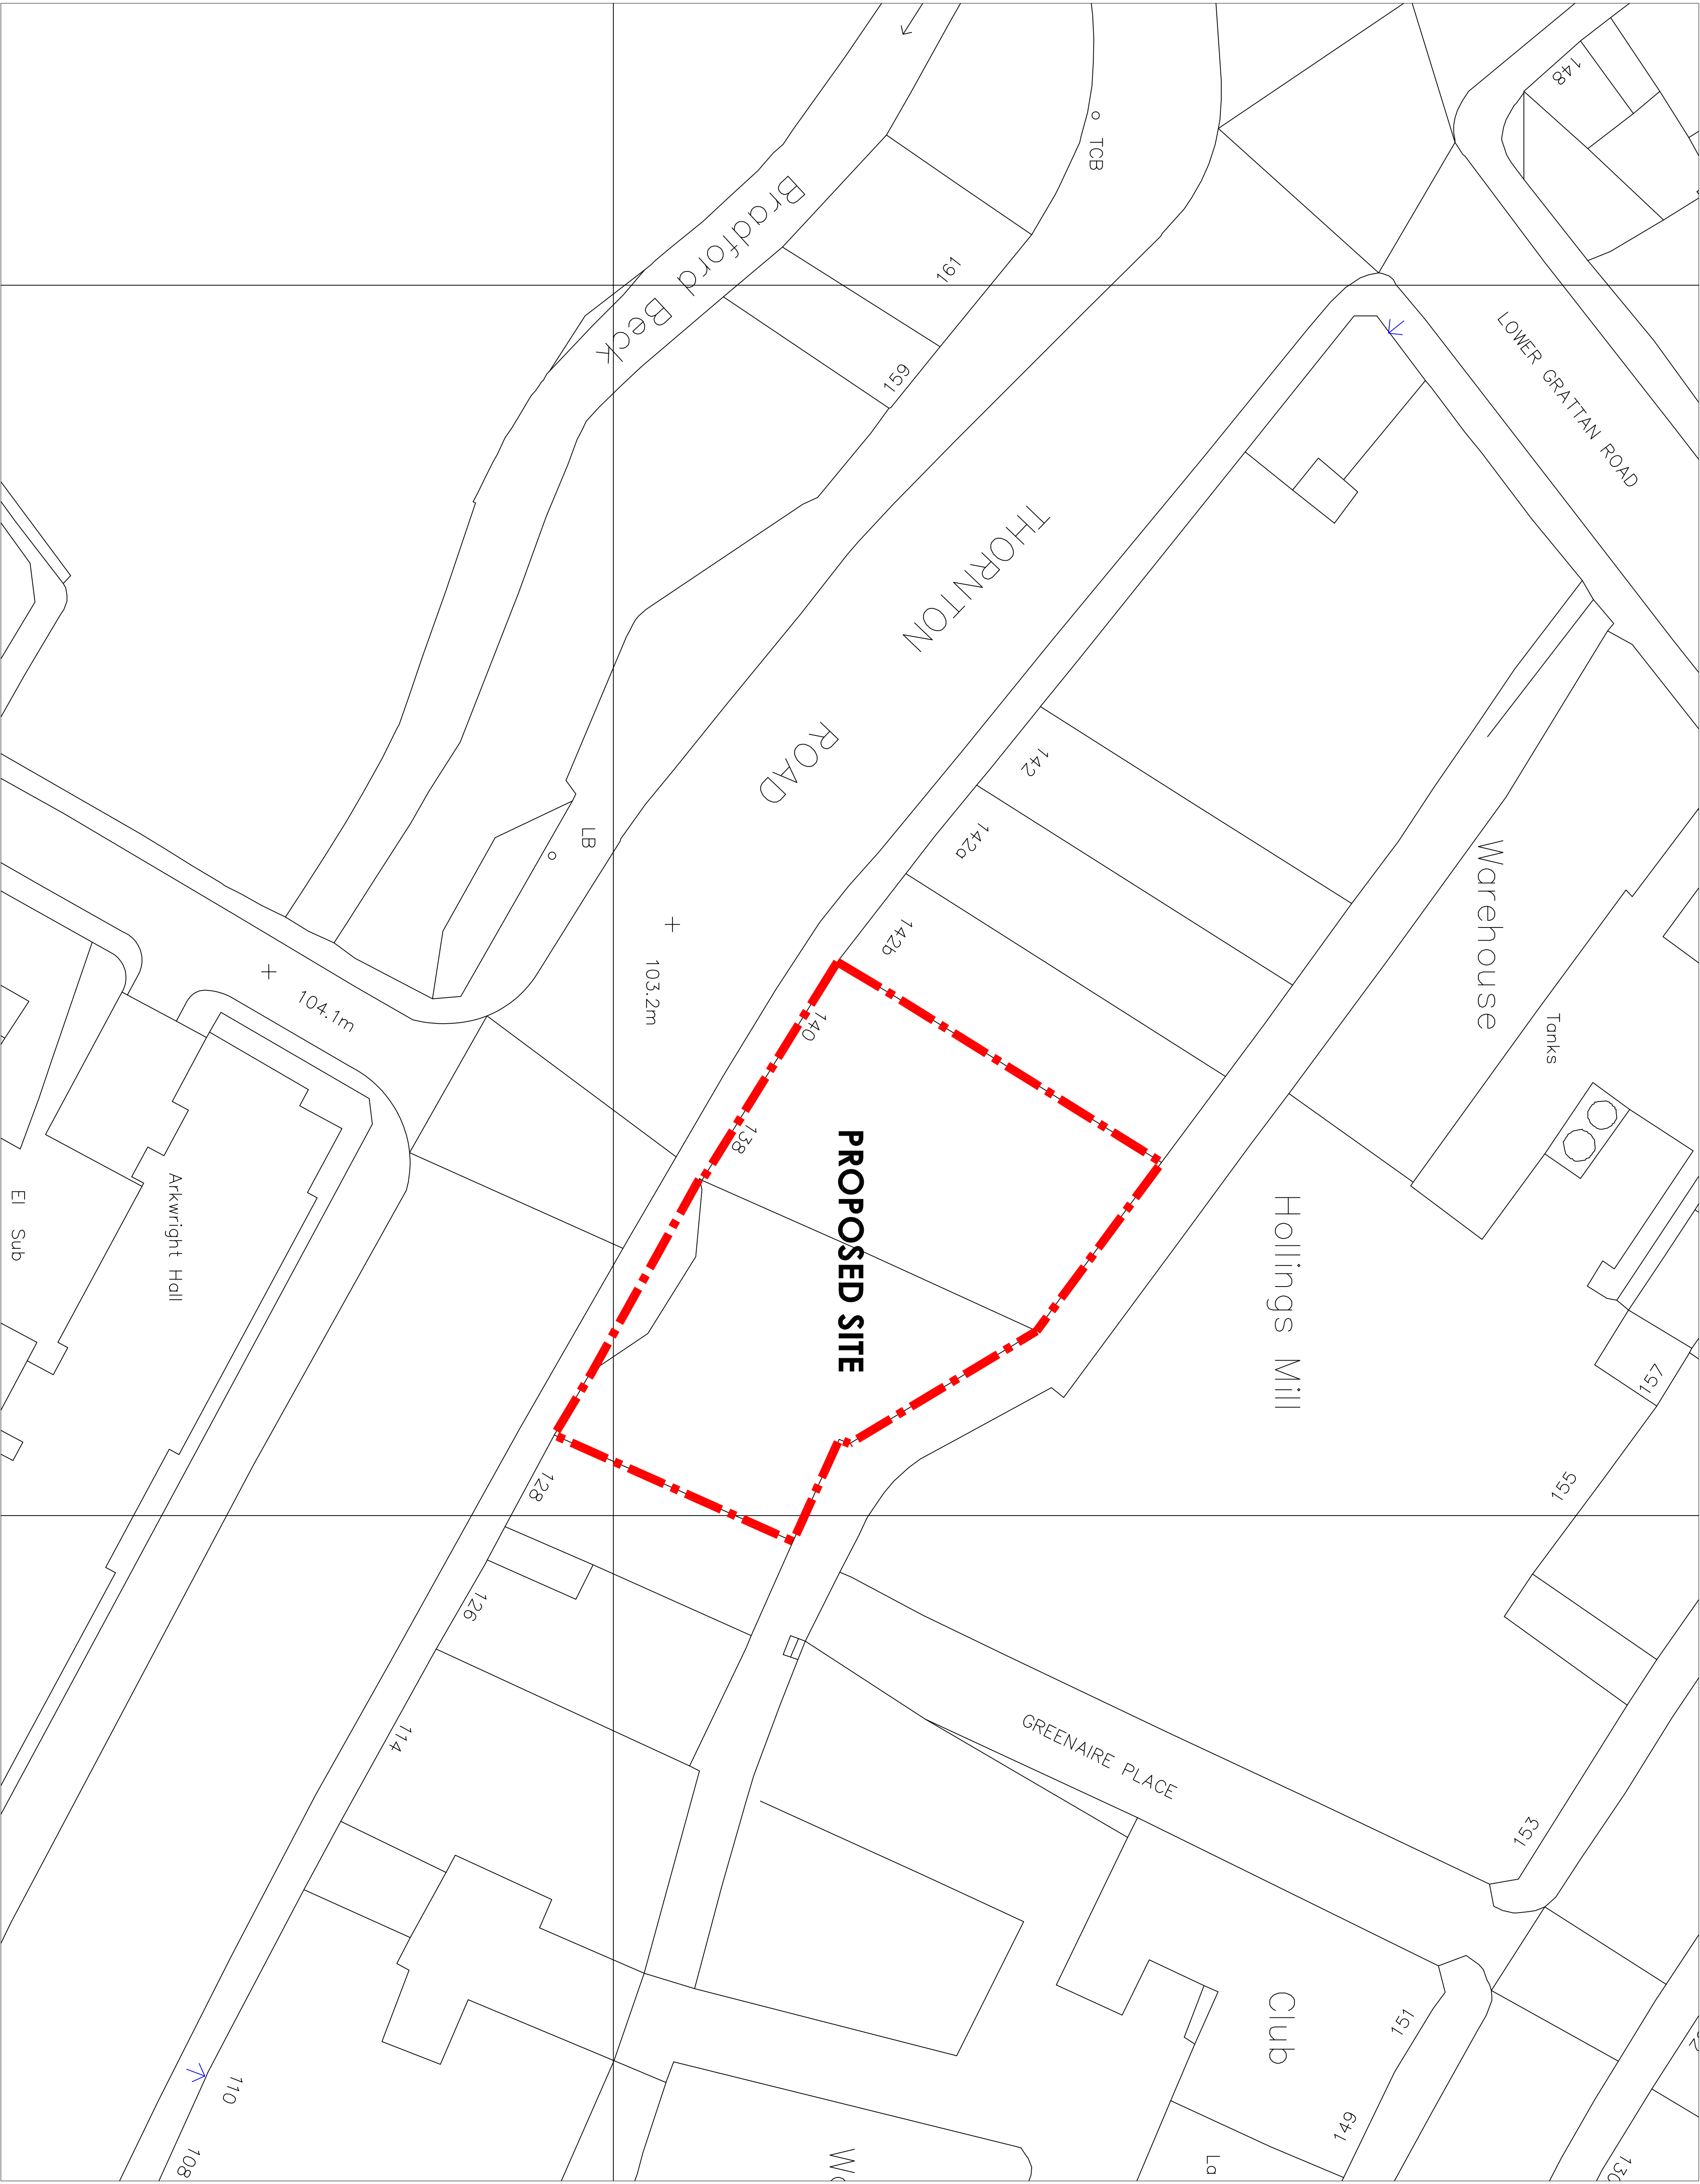 148
TCB
Bradford Beck
161
159
LOWER GRATTAN ROAD
THORNTON
ROAD
142
142a
142b
Warehouse
Tanks
LB
103.2m
104.1m
140
138
PROPOSED SITE
Hollings Mill
Arkwright Hall
El Sub
157
155
128
126
114
GREENAIRE PLACE
153
Club
151
149
110
108
La